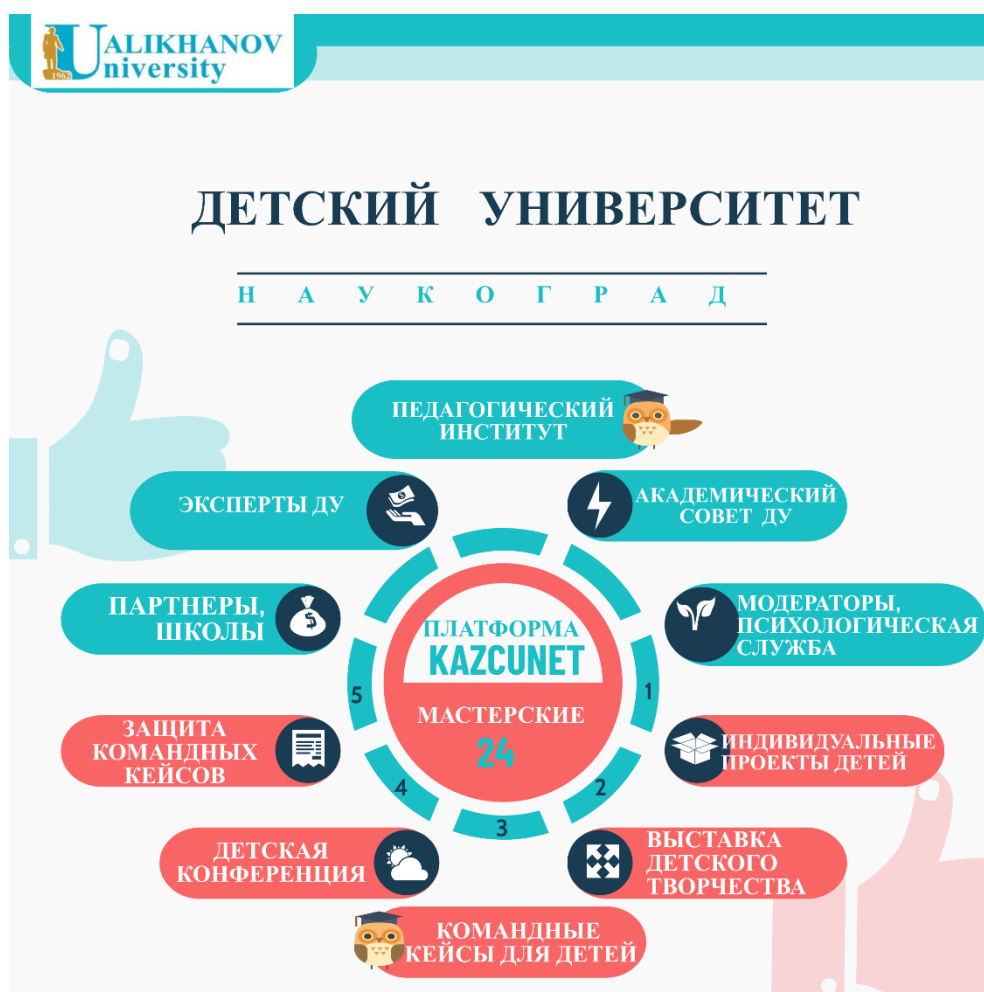 UALIKHANOV
University
1962
ДЕТСКИЙ УНИВЕРСИТЕТ
НАУКОГРАД
ПЕДАГОГИЧЕСКИЙ
ИНСТИТУТ
ЭКСПЕРТЫ ДУ
АКАДЕМИЧЕСКИЙ
СОВЕТ ДУ
ПАРТНЕРЫ,
ШКОЛЫ
МОДЕРАТОРЫ,
ПСИХОЛОГИЧЕСКАЯ
СЛУЖБА
ПЛАТФОРМА
KAZCUNET
МАСТЕРСКИЕ
24
5
1
4
2
3
ЗАЩИТА
КОМАНДНЫХ
КЕЙСОВ
ИНДИВИДУАЛЬНЫЕ
ПРОЕКТЫ ДЕТЕЙ
ДЕТСКАЯ
КОНФЕРЕНЦИЯ
ВЫСТАВКА
ДЕТСКОГО
ТВОРЧЕСТВА
КОМАНДНЫЕ
КЕЙСЫ ДЛЯ ДЕТЕЙ